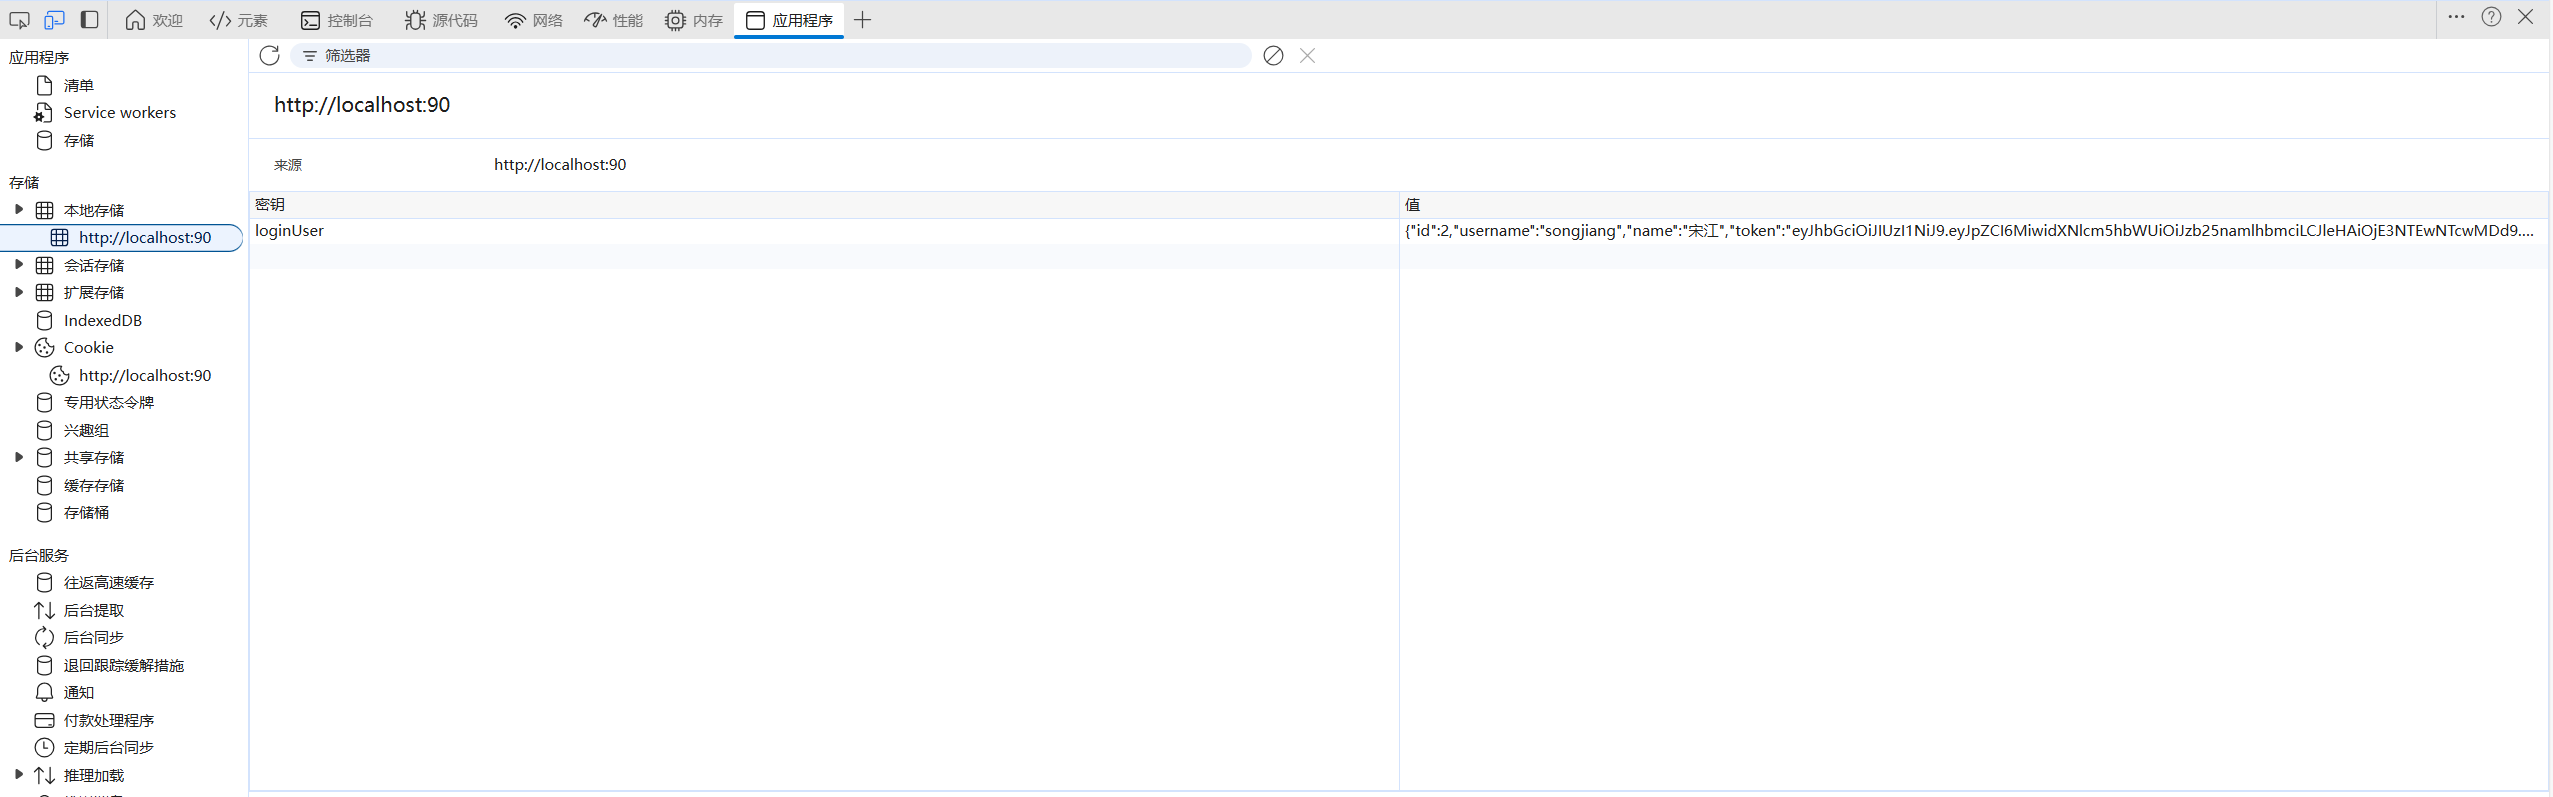 欢迎 元素 控制台 源代码 网络 性能 内存 应用程序
筛选器
应用程序
清单
Service workers
存储
存储
本地存储
http://localhost:90
会话存储
扩展存储
IndexedDB
Cookie
http://localhost:90
专用状态令牌
兴趣组
共享存储
缓存存储
存储桶
后台服务
往返高速缓存
后台提取
后台同步
退回跟踪缓解措施
通知
付款处理程序
定期后台同步
推理加载
http://localhost:90
来源 http://localhost:90
密钥 值
loginUser {"id":2,"username":"songjiang","name":"宋江","token":"eyJhbGciOiJIUzI1NiJ9.eyJpZCI6MiwidXNlcm5hbWUiOiJzb25namlhbmciLCJleHAiOjE3NTEwNTcwMDd9....